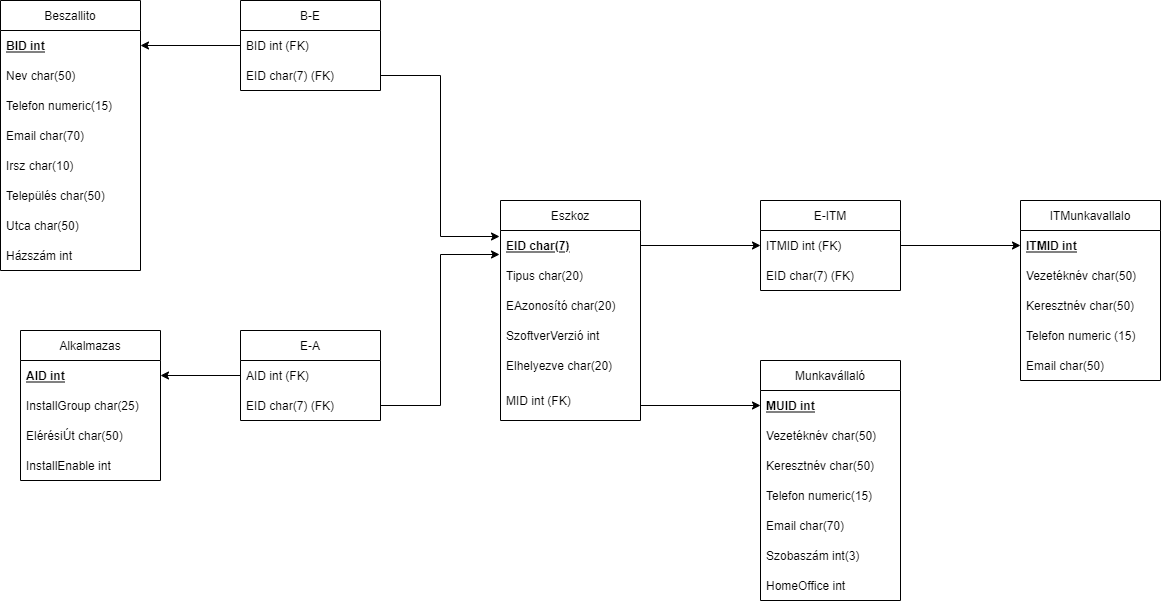 Beszallito
BID int
Nev char(50)
Telefon numeric(15)
Email char(70)
Irsz char(10)
Település char(50)
Utca char(50)
Házszám int
B-E
BID int (FK)
EID char(7) (FK)
Alkalmazas
AID int
InstallGroup char(25)
ElérésiÚt char(50)
InstallEnable int
E-A
AID int (FK)
EID char(7) (FK)
Eszkoz
EID char(7)
Tipus char(20)
EAzonosító char(20)
SzoftverVerzió int
Elhelyezve char(20)
MID int (FK)
E-ITM
ITMID int (FK)
EID char(7) (FK)
Munkavállaló
MUID int
Vezetéknév char(50)
Keresztnév char(50)
Telefon numeric(15)
Email char(70)
Szobaszám int(3)
HomeOffice int
ITMunkavallalo
ITMID int
Vezetéknév char(50)
Keresztnév char(50)
Telefon numeric (15)
Email char(50)